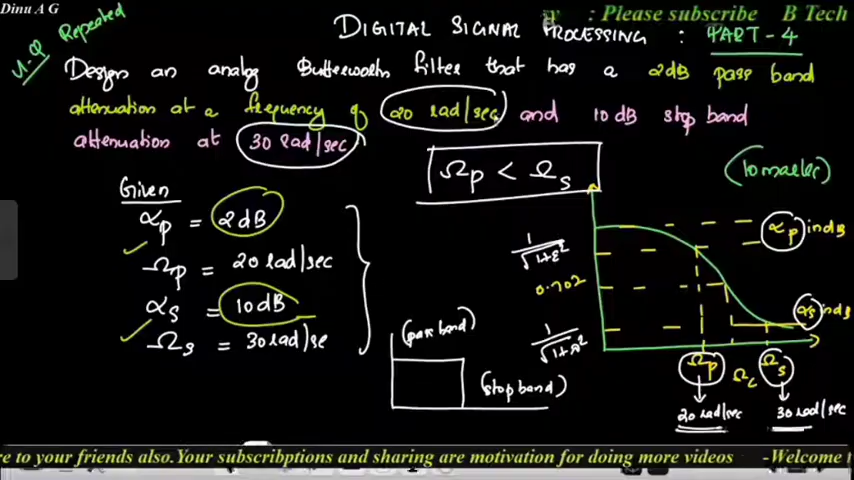 Dinu A G
: Please subscribe B Tech
U-Q Repeated
DIGITAL SIGNAL PROCESSING : PART-4
Design an analog Butterworth filter that has a 2dB pass band
attenuation at a frequency of 20 rad/sec and 10 dB stop band
attenuation at 30 rad/sec
Ωp < Ωs
(10 marks)
Given
αp = 2dB
Ωp = 20 rad/sec
αs = 10dB
Ωs = 30 rad/se
(pass band)
(stop band)
αp in dB
1/√1+ε²
0.707
αs in dB
1/√1+λ²
Ωp Ωc Ωs
20 rad/sec 30 rad/sec
re to your friends also.Your subscribptions and sharing are motivation for doing more videos -Welcome